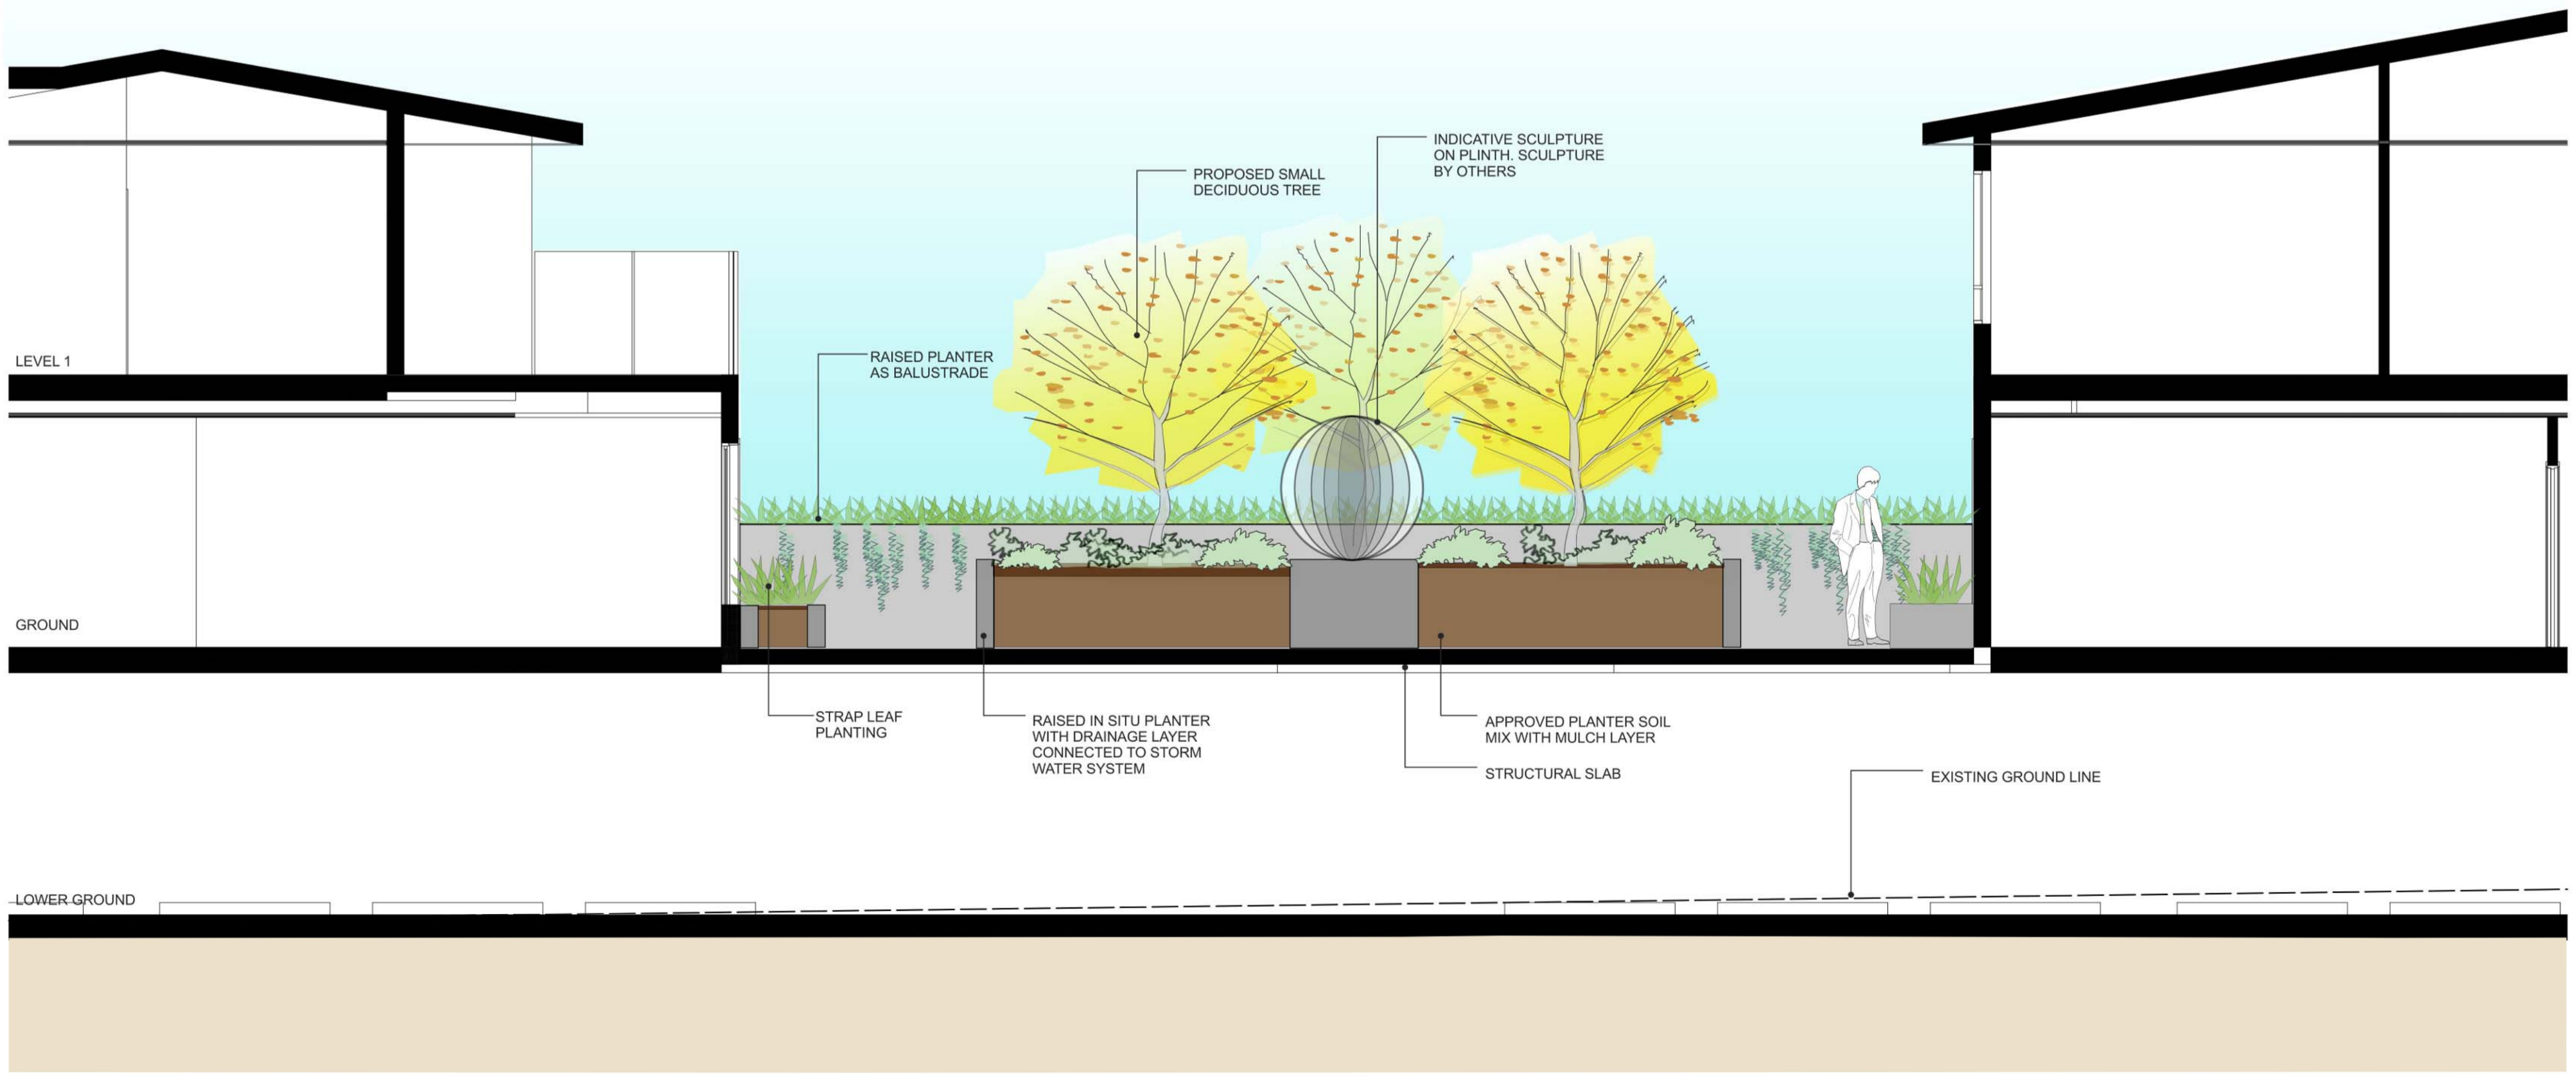 INDICATIVE SCULPTURE
ON PLINTH. SCULPTURE
BY OTHERS
PROPOSED SMALL
DECIDUOUS TREE
RAISED PLANTER
AS BALUSTRADE
LEVEL 1
GROUND
STRAP LEAF
PLANTING
RAISED IN SITU PLANTER
WITH DRAINAGE LAYER
CONNECTED TO STORM
WATER SYSTEM
APPROVED PLANTER SOIL
MIX WITH MULCH LAYER
STRUCTURAL SLAB
EXISTING GROUND LINE
LOWER GROUND